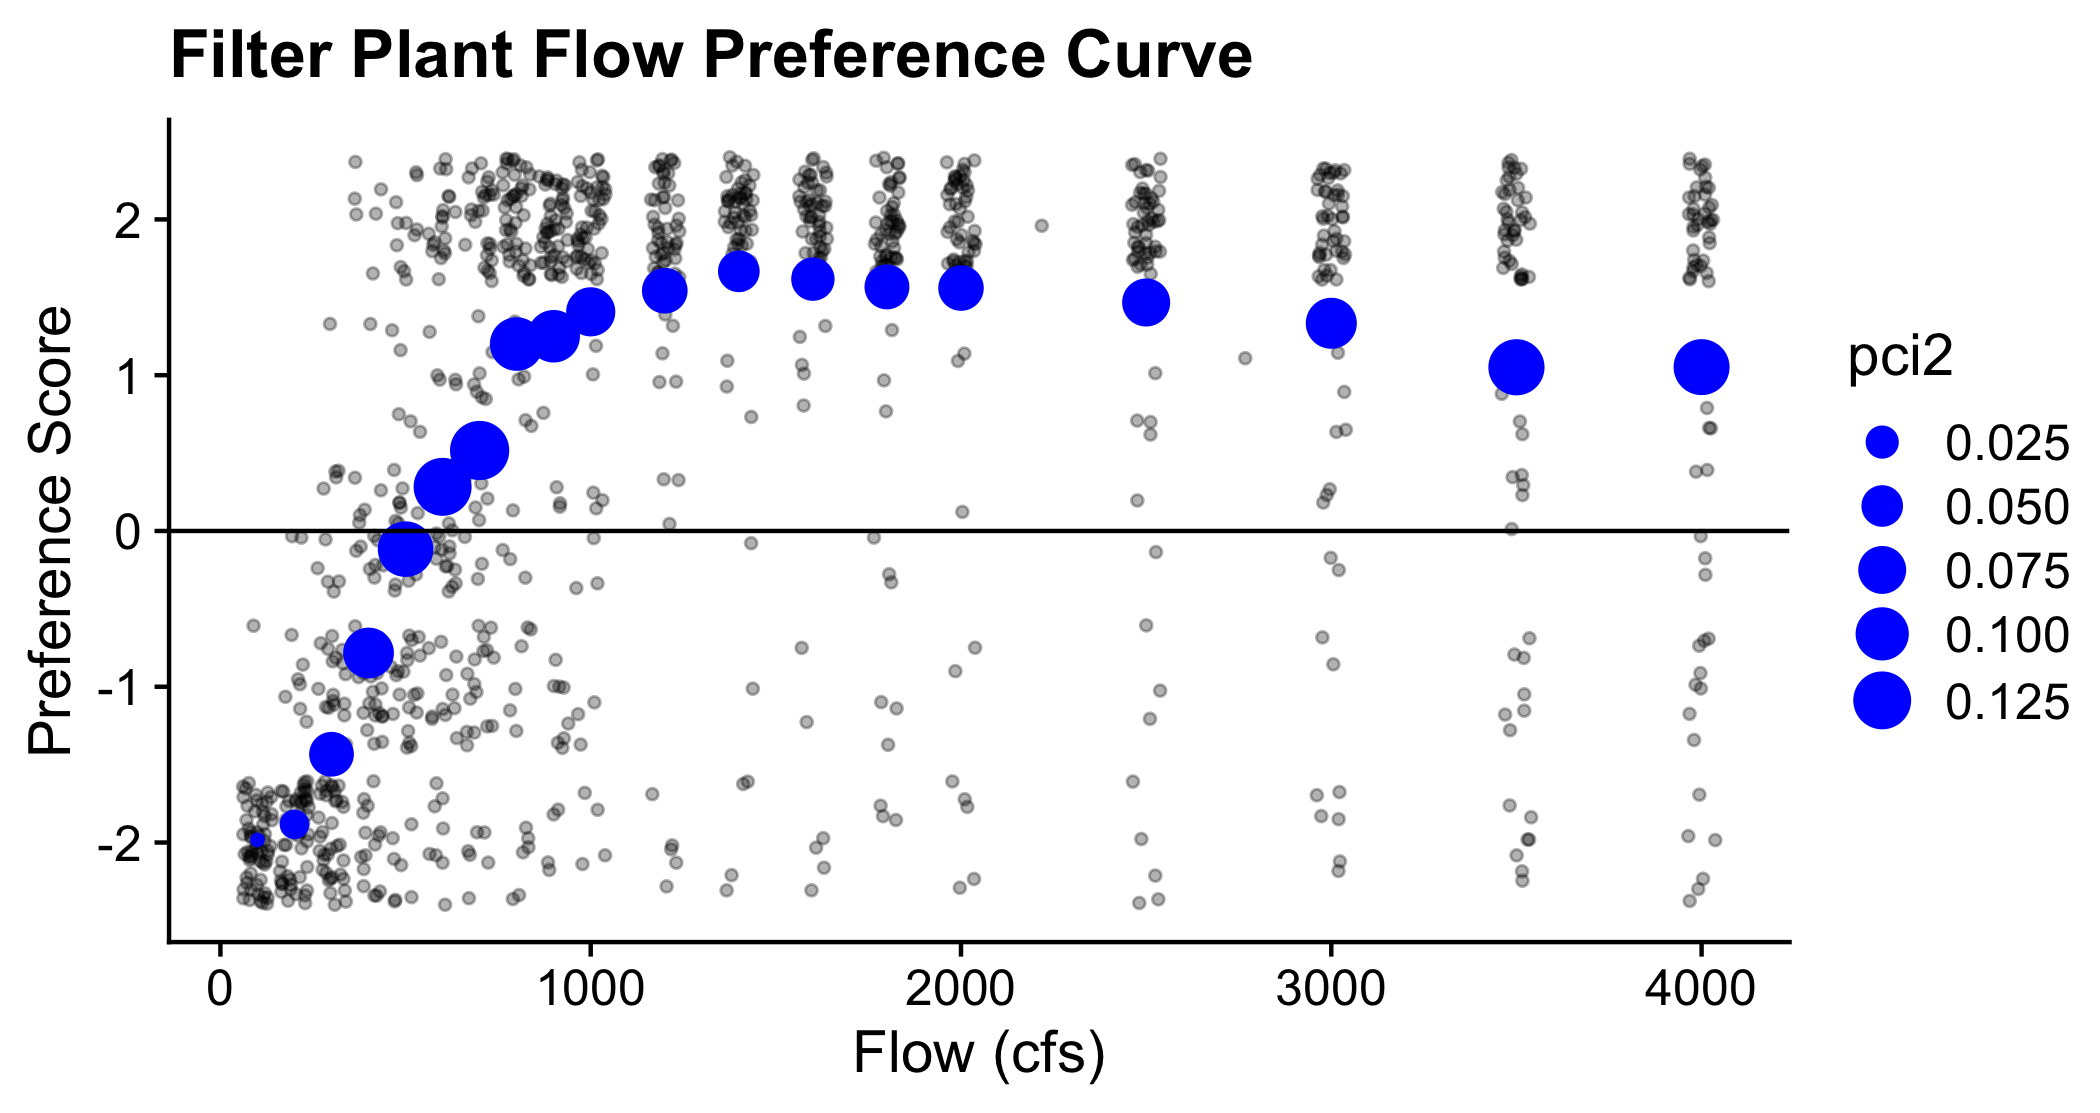 Filter Plant Flow Preference Curve
Preference Score
2
1
0
-1
-2
0 1000 2000 3000 4000
Flow (cfs)
pci2
0.025
0.050
0.075
0.100
0.125